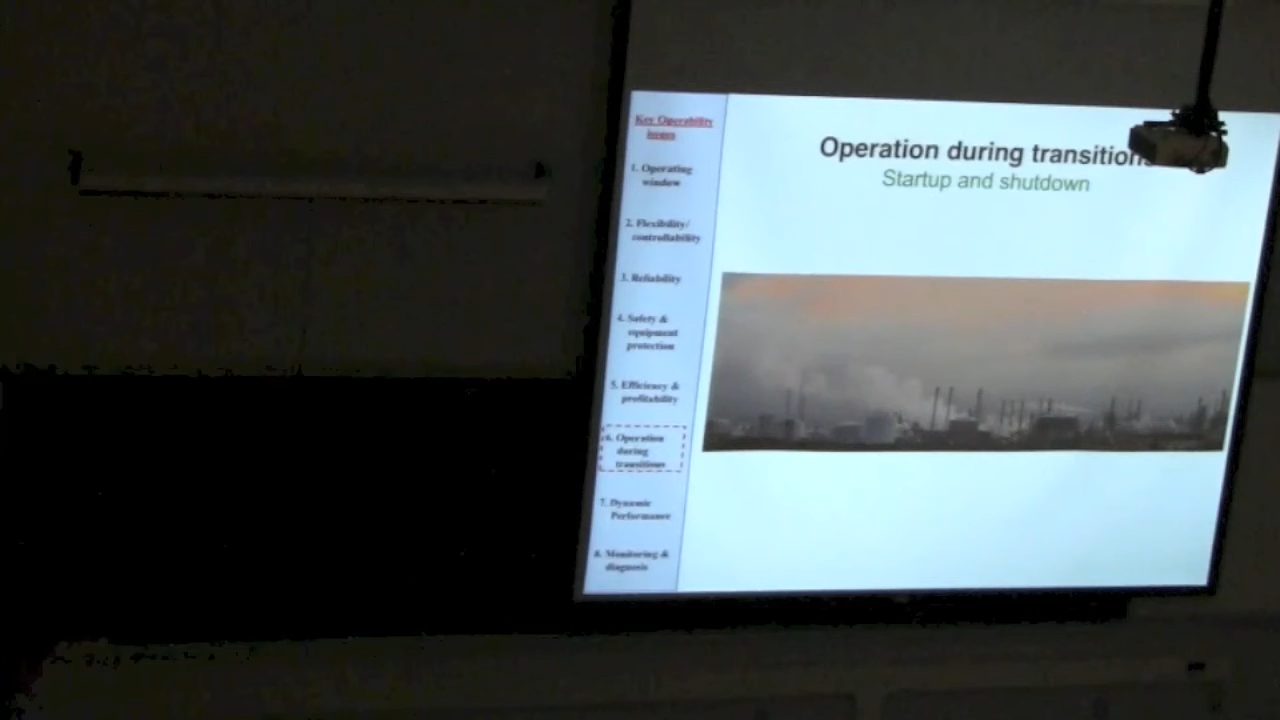 Key Operability
issues
1. Operating
window
2. Flexibility/
controllability
3. Reliability
4. Safety &
equipment
protection
5. Efficiency &
profitability
6. Operation
during
transitions
7. Dynamic
Performance
8. Monitoring &
diagnosis
Operation during transitions
Startup and shutdown